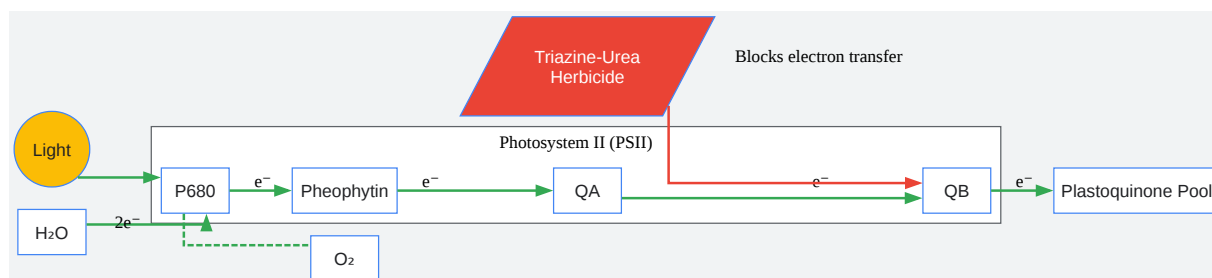 Triazine-Urea
Herbicide
Blocks electron transfer
Photosystem II (PSII)
Light
P680
e⁻
Pheophytin
e⁻
QA
e⁻
QB
e⁻
Plastoquinone Pool
H₂O
2e⁻
O₂